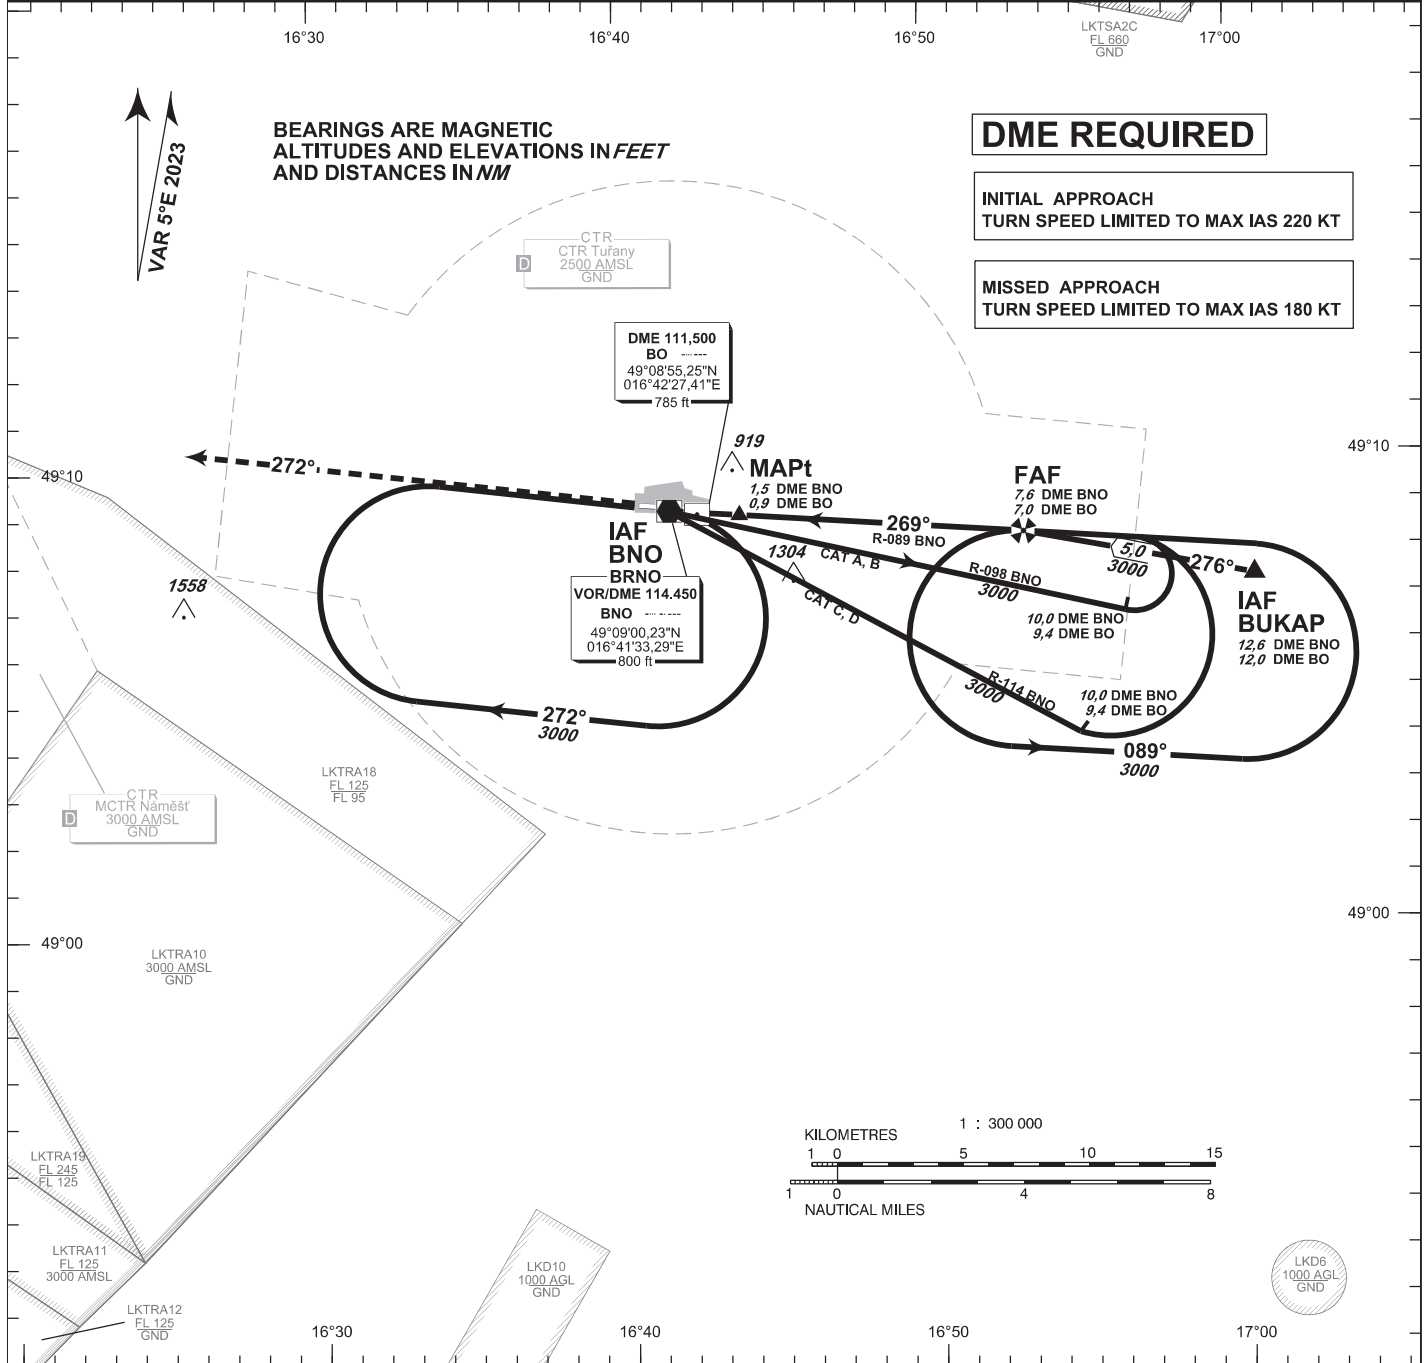 16°30
16°40
16°50
17°00
LKTSA2C
FL 660
GND
VAR 5°E 2023
BEARINGS ARE MAGNETIC
ALTITUDES AND ELEVATIONS IN FEET
AND DISTANCES IN NM
DME REQUIRED
INITIAL APPROACH
TURN SPEED LIMITED TO MAX IAS 220 KT
MISSED APPROACH
TURN SPEED LIMITED TO MAX IAS 180 KT
CTR
CTR Tuřany
D
2500 AMSL
GND
DME 111,500
BO
49°08'55,25"N
016°42'27,41"E
785 ft
49°10
272°
919
MAPt
1,5 DME BNO
0,9 DME BO
FAF
7,6 DME BNO
7,0 DME BO
49°10
269°
R-089 BNO
IAF
BNO
BRNO
VOR/DME 114.450
BNO
49°09'00,23"N
016°41'33,29"E
800 ft
1304
CAT A, B
CAT C, D
R-098 BNO
3000
5,0
3000
276°
IAF
BUKAP
12,6 DME BNO
12,0 DME BO
10,0 DME BNO
9,4 DME BO
1558
R-114 BNO
3000
10,0 DME BNO
9,4 DME BO
272°
3000
089°
3000
LKTRA18
FL 125
FL 95
CTR
MCTR Náměšť
D
3000 AMSL
GND
49°00
49°00
LKTRA10
3000 AMSL
GND
1 : 300 000
KILOMETRES
1 0 5 10 15
1 0 4 8
NAUTICAL MILES
LKTRA19
FL 245
FL 125
LKTRA11
FL 125
3000 AMSL
LKTRA12
FL 125
GND
LKD10
1000 AGL
GND
LKD6
1000 AGL
GND
16°30
16°40
16°50
17°00